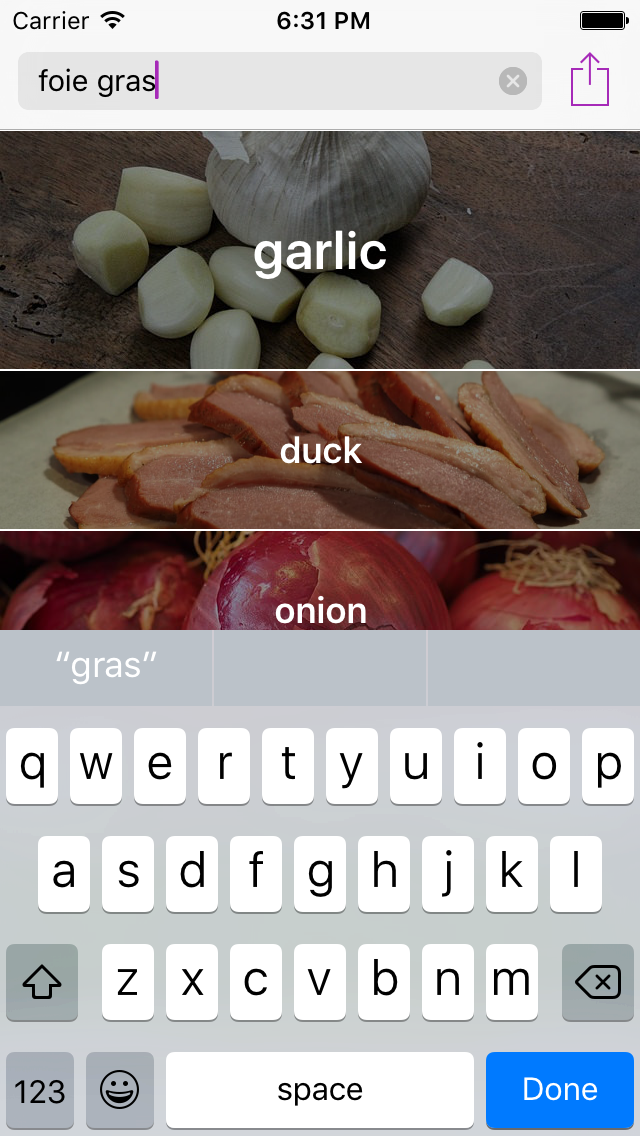 Carrier 6:31 PM
foie gras
garlic
duck
onion
“gras”
q w e r t y u i o p
a s d f g h j k l
z x c v b n m
123 space Done